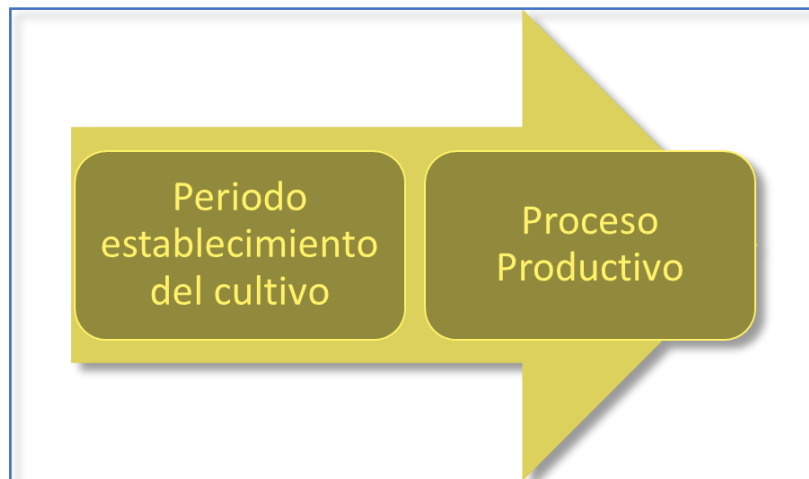 Periodo
establecimiento
del cultivo
Proceso
Productivo